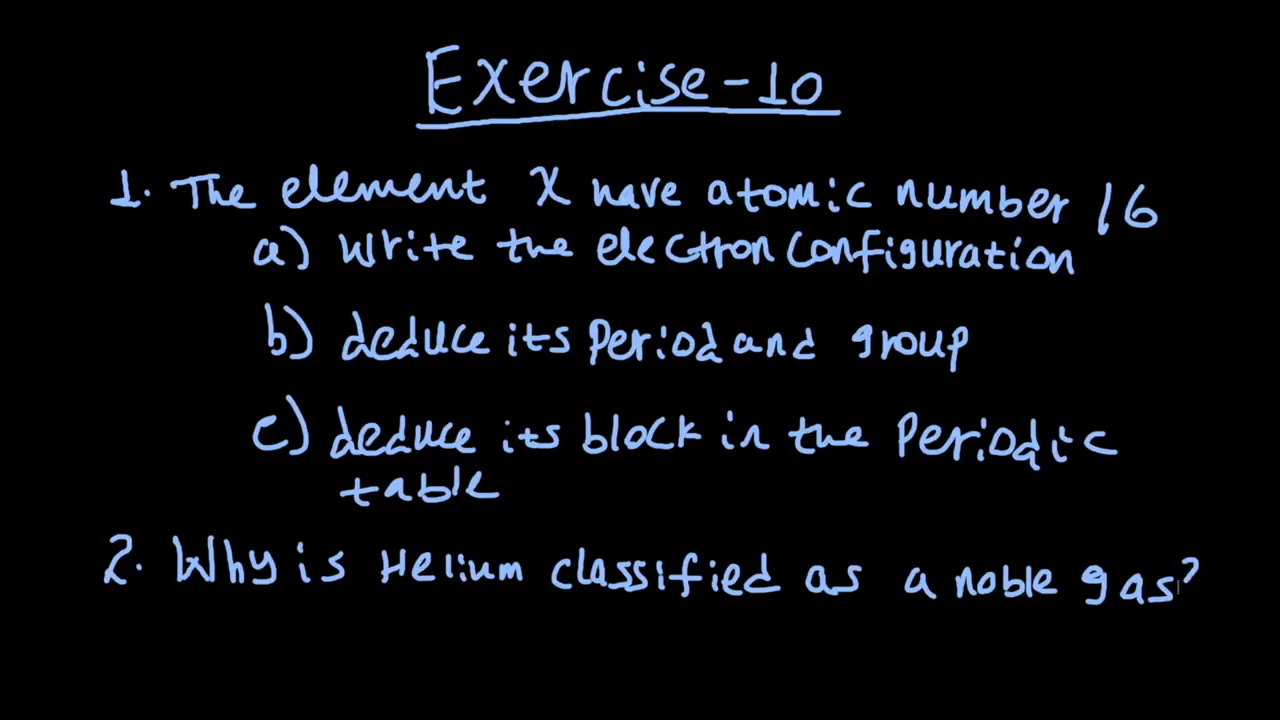 Exercise-10
1. The element X have atomic number 16
a) write the electron configuration
b) deduce its period and group
c) deduce its block in the periodic
table
2. Why is Helium classified as a noble gas?